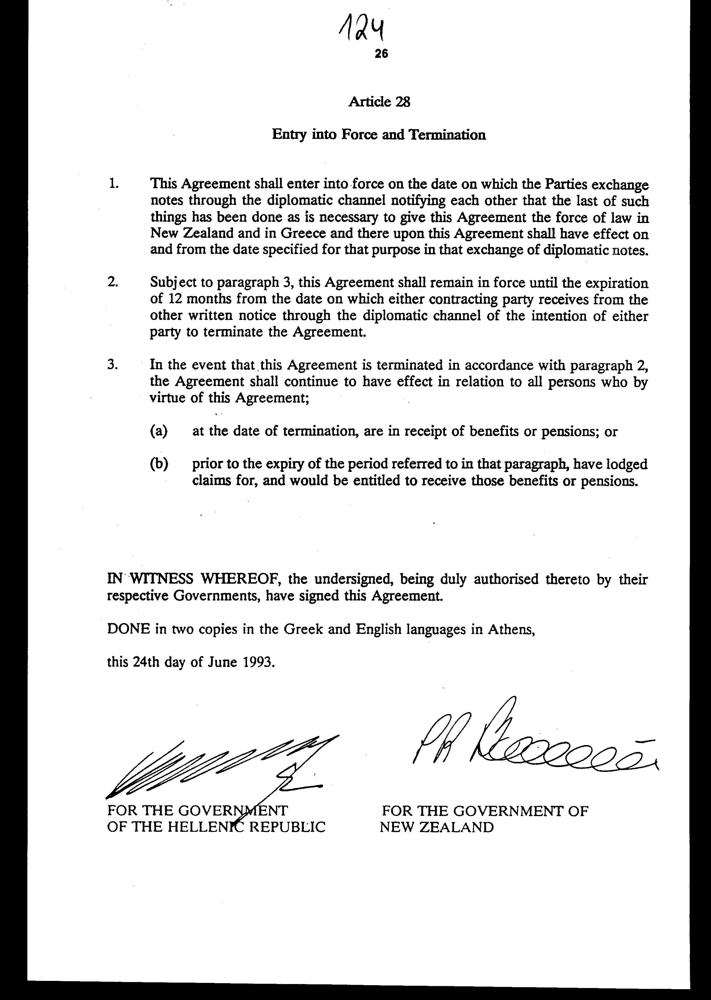 124
26
Article 28
Entry into Force and Termination
1. This Agreement shall enter into force on the date on which the Parties exchange
notes through the diplomatic channel notifying each other that the last of such
things has been done as is necessary to give this Agreement the force of law in
New Zealand and in Greece and there upon this Agreement shall have effect on
and from the date specified for that purpose in that exchange of diplomatic notes.
2. Subject to paragraph 3, this Agreement shall remain in force until the expiration
of 12 months from the date on which either contracting party receives from the
other written notice through the diplomatic channel of the intention of either
party to terminate the Agreement.
3. In the event that this Agreement is terminated in accordance with paragraph 2,
the Agreement shall continue to have effect in relation to all persons who by
virtue of this Agreement;
(a) at the date of termination, are in receipt of benefits or pensions; or
(b) prior to the expiry of the period referred to in that paragraph, have lodged
claims for, and would be entitled to receive those benefits or pensions.
IN WITNESS WHEREOF, the undersigned, being duly authorised thereto by their
respective Governments, have signed this Agreement.
DONE in two copies in the Greek and English languages in Athens,
this 24th day of June 1993.
FOR THE GOVERNMENT
OF THE HELLENIC REPUBLIC
FOR THE GOVERNMENT OF
NEW ZEALAND